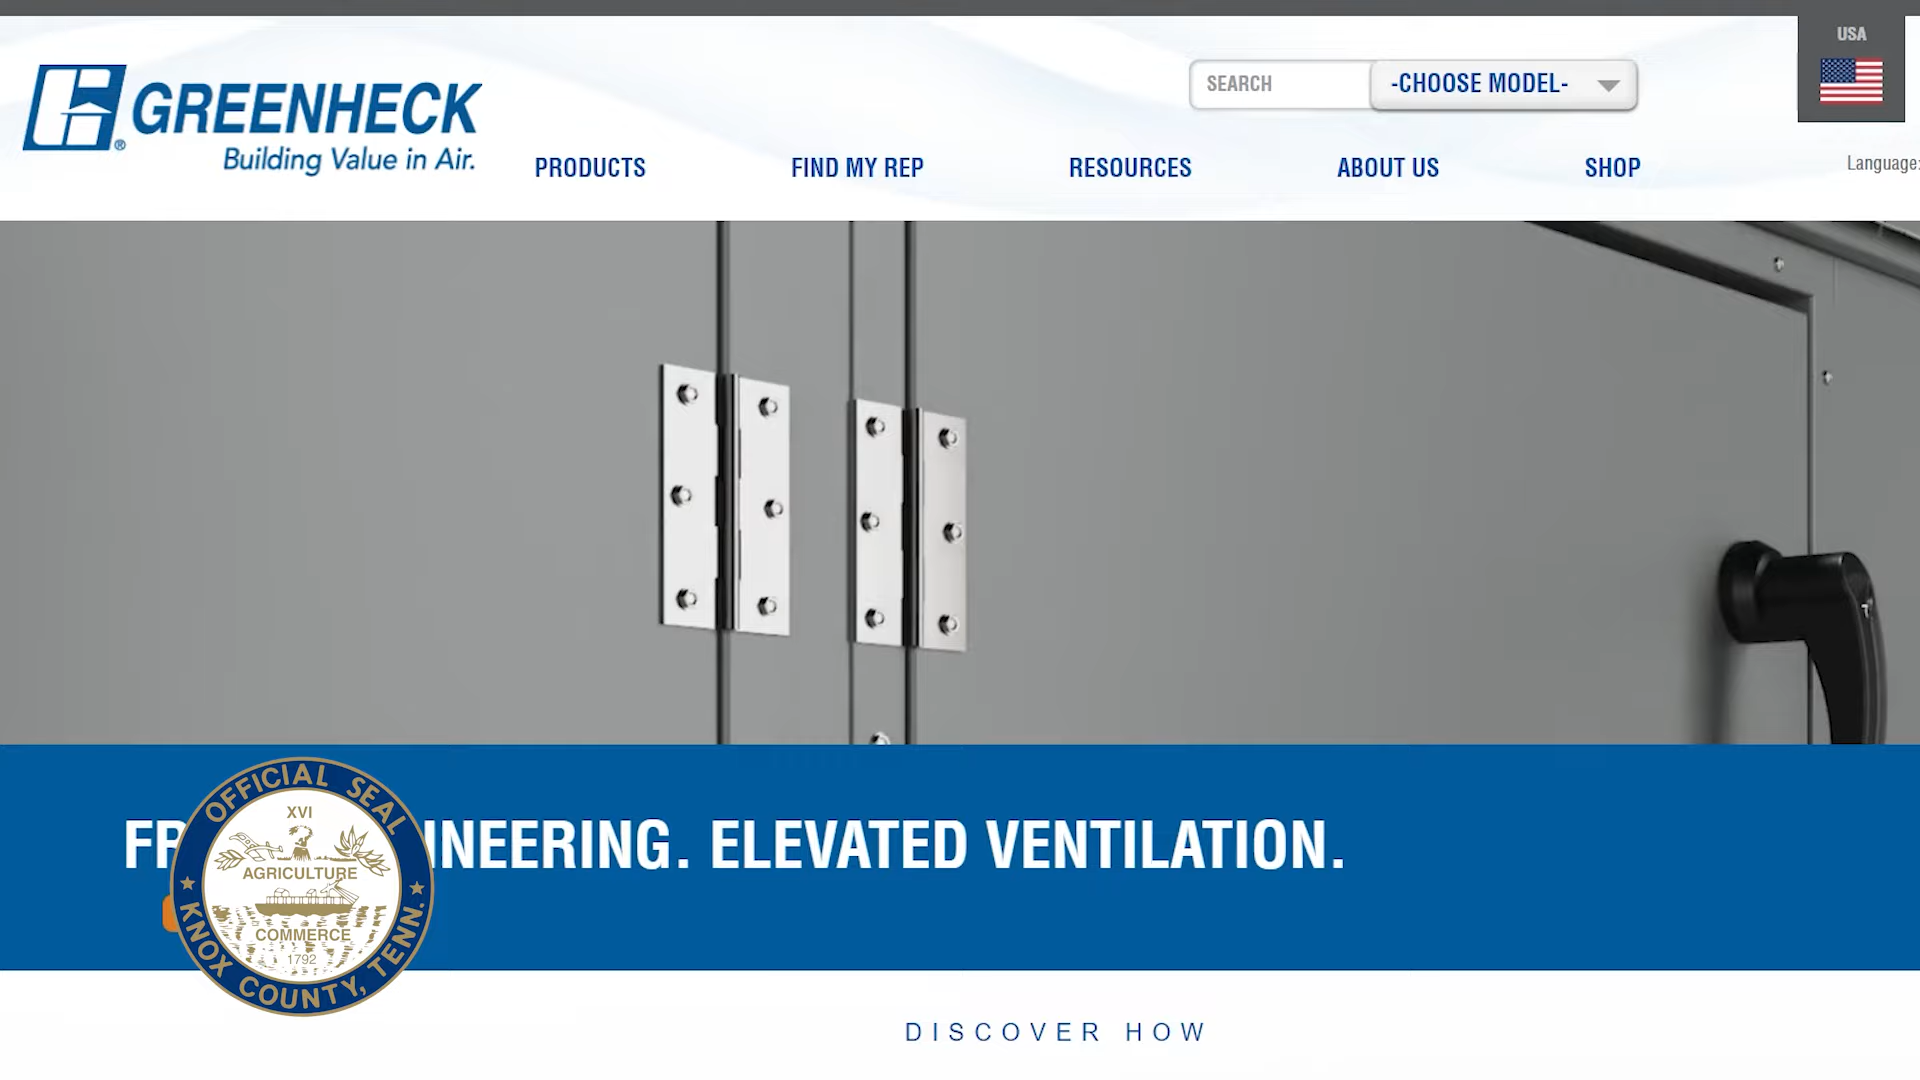 USA
SEARCH
-CHOOSE MODEL-
GREENHECK
Building Value in Air.
PRODUCTS
FIND MY REP
RESOURCES
ABOUT US
SHOP
Language:
INEERING. ELEVATED VENTILATION.
OFFICIAL SEAL
XVI
AGRICULTURE
COMMERCE
1792
KNOX COUNTY, TENN.
DISCOVER HOW